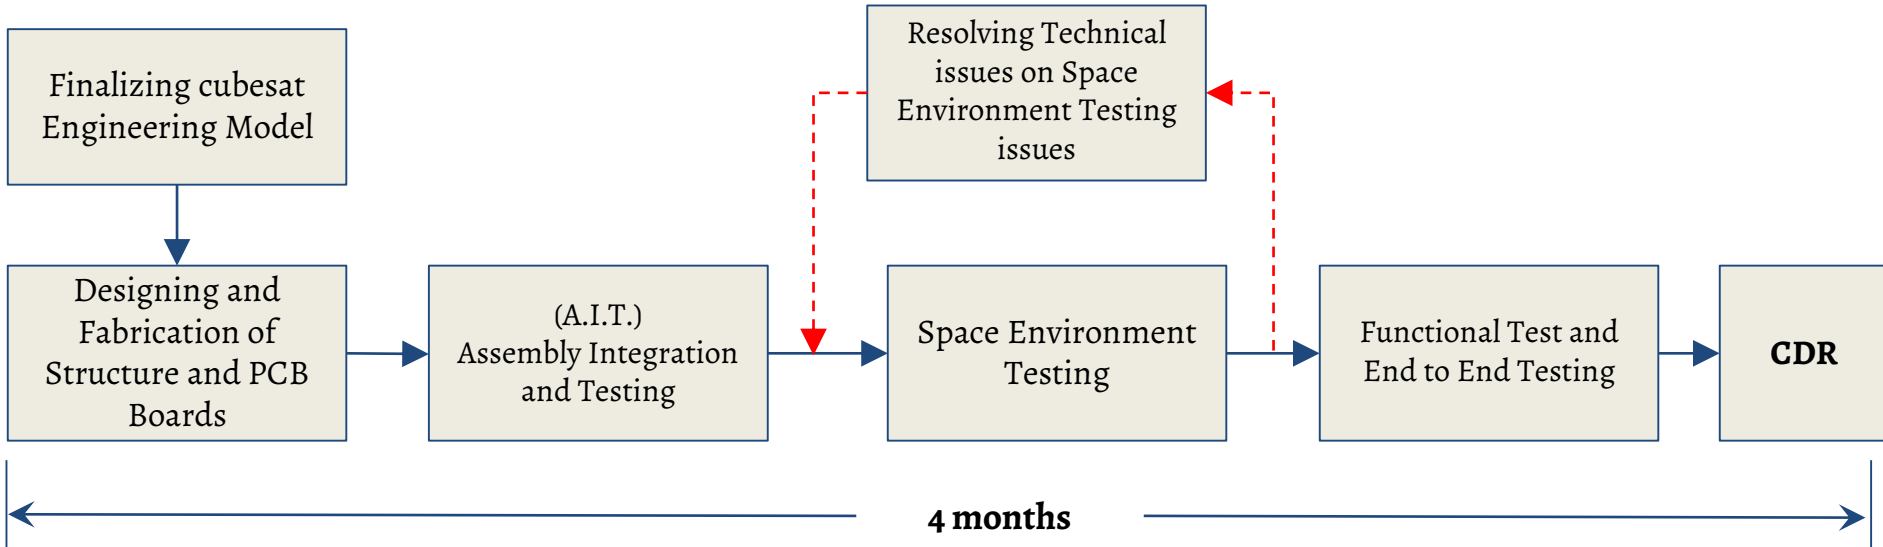 Finalizing cubesat
Engineering Model
Resolving Technical
issues on Space
Environment Testing
issues
Designing and
Fabrication of
Structure and PCB
Boards
(A.I.T.)
Assembly Integration
and Testing
Space Environment
Testing
Functional Test and
End to End Testing
CDR
4 months